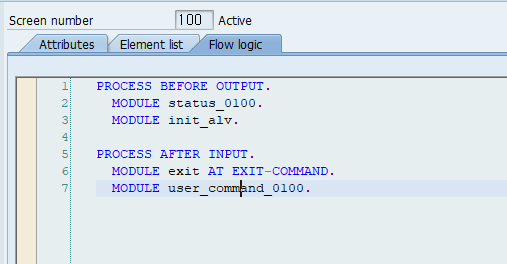 Screen number 100 Active
Attributes Element list Flow logic
1 PROCESS BEFORE OUTPUT.
2 MODULE status_0100.
3 MODULE init_alv.
4
5 PROCESS AFTER INPUT.
6 MODULE exit AT EXIT-COMMAND.
7 MODULE user_command_0100.